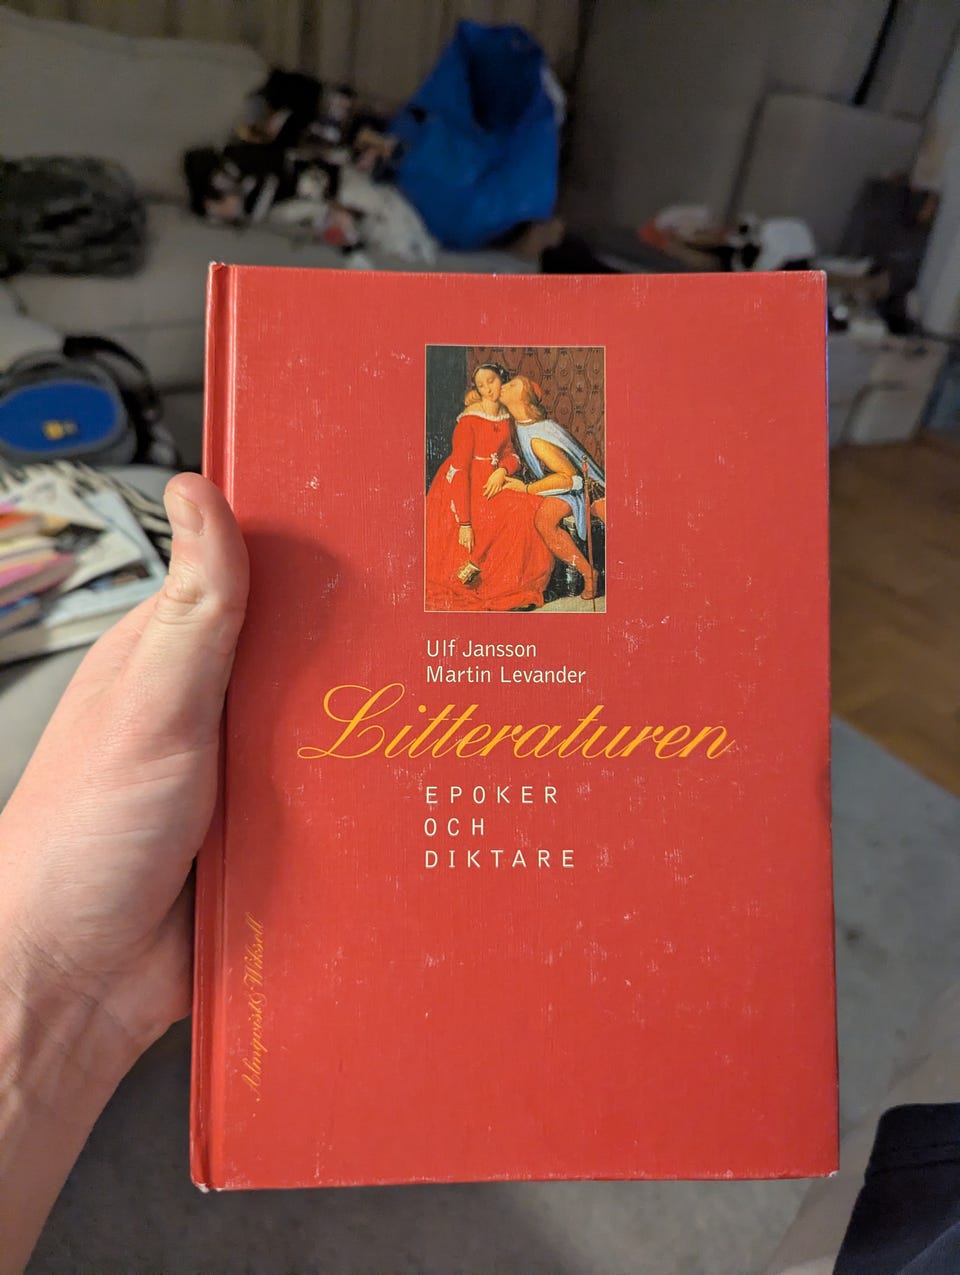 Ulf Jansson
Martin Levander
Litteraturen
EPOKER
OCH
DIKTARE
Almqvist & Wiksell